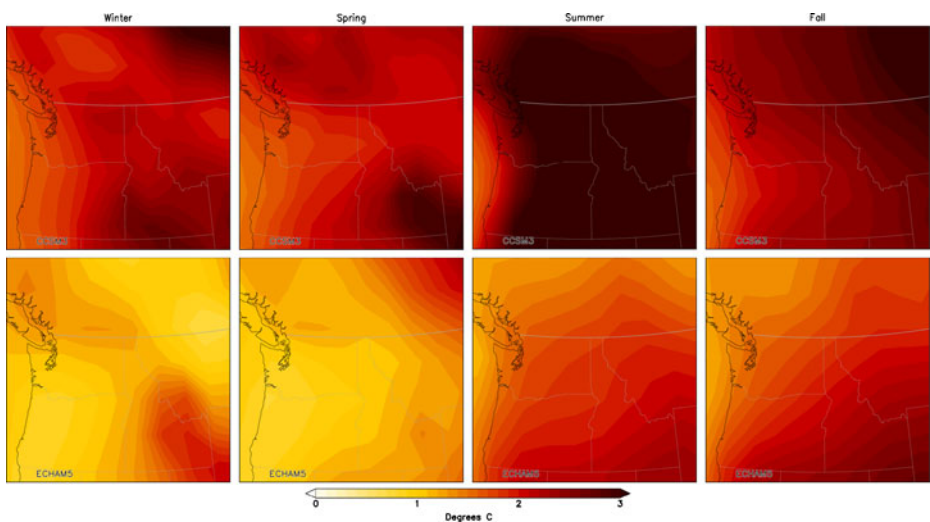 Winter Spring Summer Fall
CCSM3 CCSM3 CCSM3 CCSM3
ECHAM5 ECHAM5 ECHAM5 ECHAM5
0 1 2 3
Degrees C